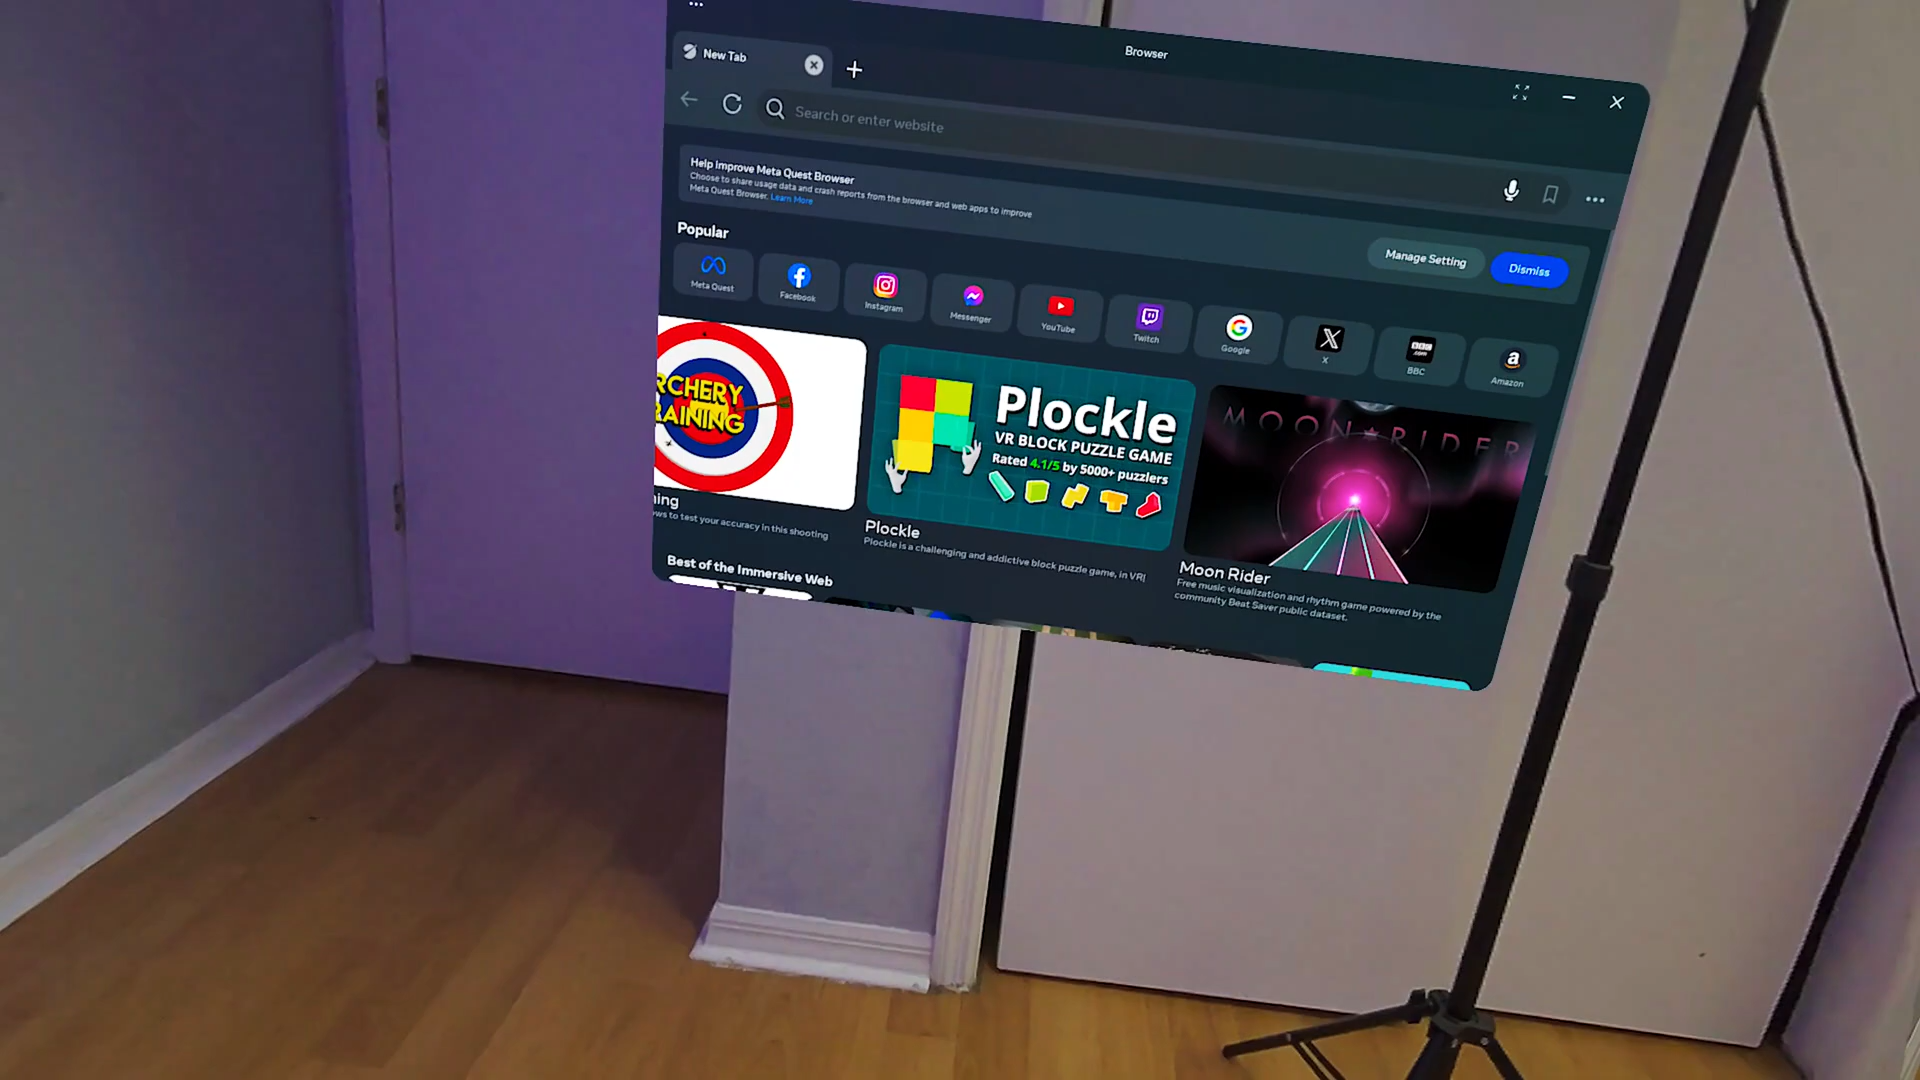 Browser
New Tab
Search or enter website
Help improve Meta Quest Browser
Choose to share usage data and crash reports from the browser and web apps to improve
Meta Quest Browser. Learn More
Manage Setting
Dismiss
Popular
Meta Quest
Facebook
Instagram
Messenger
YouTube
Twitch
Google
X
BBC
Amazon
RCHERY
RAINING
ning
ws to test your accuracy in this shooting
Plockle
VR BLOCK PUZZLE GAME
Rated 4.1/5 by 5000+ puzzlers
Plockle
Plockle is a challenging and addictive block puzzle game, in VR!
MOON RIDER
Moon Rider
Free music visualization and rhythm game powered by the
community Beat Saver public dataset.
Best of the Immersive Web